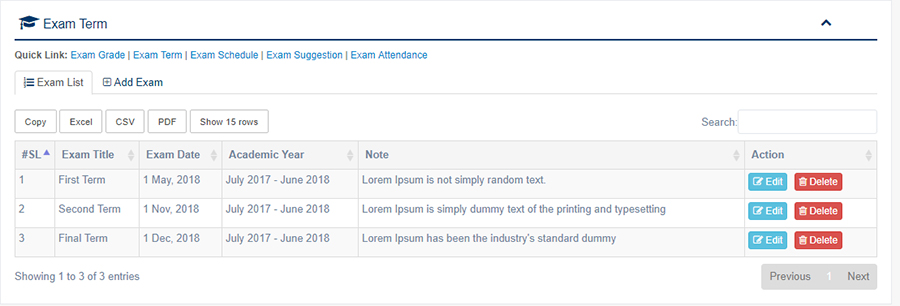 Exam Term
Quick Link: Exam Grade | Exam Term | Exam Schedule | Exam Suggestion | Exam Attendance
Exam List Add Exam
Copy Excel CSV PDF Show 15 rows Search:
#SL Exam Title Exam Date Academic Year Note Action
1 First Term 1 May, 2018 July 2017 - June 2018 Lorem Ipsum is not simply random text. Edit Delete
2 Second Term 1 Nov, 2018 July 2017 - June 2018 Lorem Ipsum is simply dummy text of the printing and typesetting Edit Delete
3 Final Term 1 Dec, 2018 July 2017 - June 2018 Lorem Ipsum has been the industry's standard dummy Edit Delete
Showing 1 to 3 of 3 entries Previous 1 Next